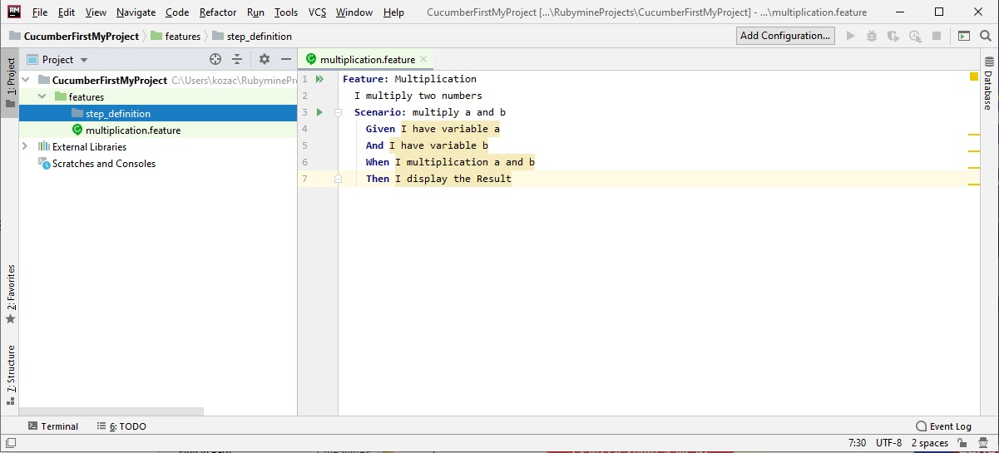 RM File Edit View Navigate Code Refactor Run Tools VCS Window Help CucumberFirstMyProject [...\RubymineProjects\CucumberFirstMyProject] - ...\multiplication.feature
CucumberFirstMyProject features step_definition Add Configuration...
1: Project
2: Favorites
7: Structure
Project
CucumberFirstMyProject C:\Users\kozac\RubyminePr
features
step_definition
multiplication.feature
External Libraries
Scratches and Consoles
multiplication.feature
1 Feature: Multiplication
2 I multiply two numbers
3 Scenario: multiply a and b
4 Given I have variable a
5 And I have variable b
6 When I multiplication a and b
7 Then I display the Result
Database
Terminal 6: TODO Event Log
7:30 UTF-8 2 spaces